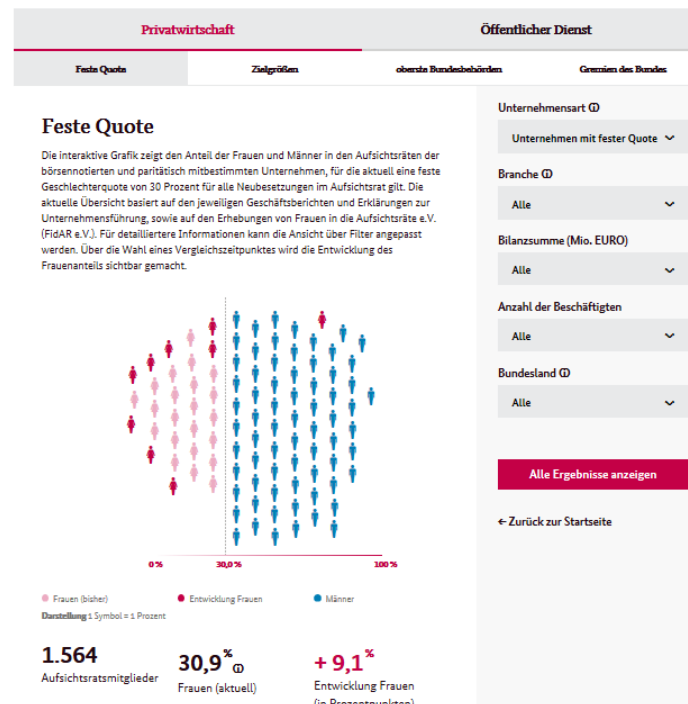 Privatwirtschaft
Öffentlicher Dienst
Feste Quote
Zielgrößen
oberste Bundesbehörden
Gremien des Bundes
Feste Quote
Die interaktive Grafik zeigt den Anteil der Frauen und Männer in den Aufsichtsräten der
börsennotierten und paritätisch mitbestimmten Unternehmen, für die aktuell eine feste
Geschlechterquote von 30 Prozent für alle Neubesetzungen im Aufsichtsrat gilt. Die
aktuelle Übersicht basiert auf den jeweiligen Geschäftsberichten und Erklärungen zur
Unternehmensführung, sowie auf den Erhebungen von Frauen in die Aufsichtsräte e.V.
(FidAR e.V.). Für detailliertere Informationen kann die Ansicht über Filter angepasst
werden. Über die Wahl eines Vergleichszeitpunktes wird die Entwicklung des
Frauenanteils sichtbar gemacht.
0 %
30,0 %
100 %
Frauen (bisher)
Entwicklung Frauen
Männer
Darstellung 1 Symbol = 1 Prozent
1.564
Aufsichtsratsmitglieder
30,9 %
Frauen (aktuell)
+ 9,1 %
Entwicklung Frauen
(in Prozentpunkten)
Unternehmensart
Unternehmen mit fester Quote
Branche
Alle
Bilanzsumme (Mio. EURO)
Alle
Anzahl der Beschäftigten
Alle
Bundesland
Alle
Alle Ergebnisse anzeigen
← Zurück zur Startseite